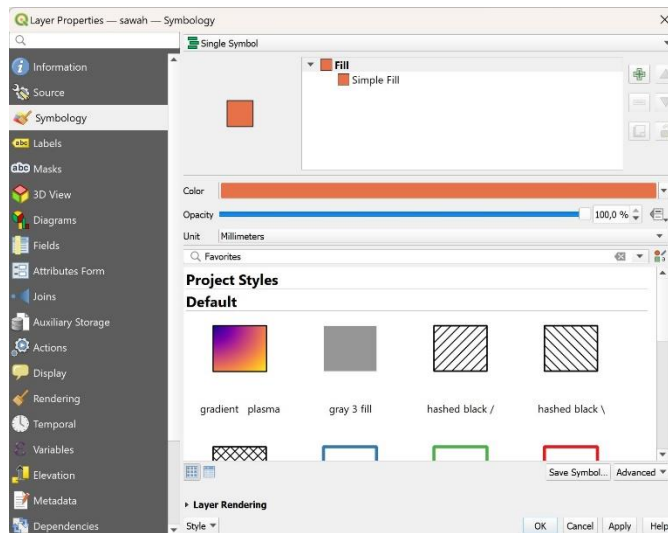 Layer Properties — sawah — Symbology
Information
Source
Symbology
Labels
Masks
3D View
Diagrams
Fields
Attributes Form
Joins
Auxiliary Storage
Actions
Display
Rendering
Temporal
Variables
Elevation
Metadata
Dependencies
Single Symbol
Fill
Simple Fill
Color
Opacity
100,0 %
Unit
Millimeters
Favorites
Project Styles
Default
gradient plasma
gray 3 fill
hashed black /
hashed black \
Save Symbol...
Advanced
Layer Rendering
Style
OK
Cancel
Apply
Help